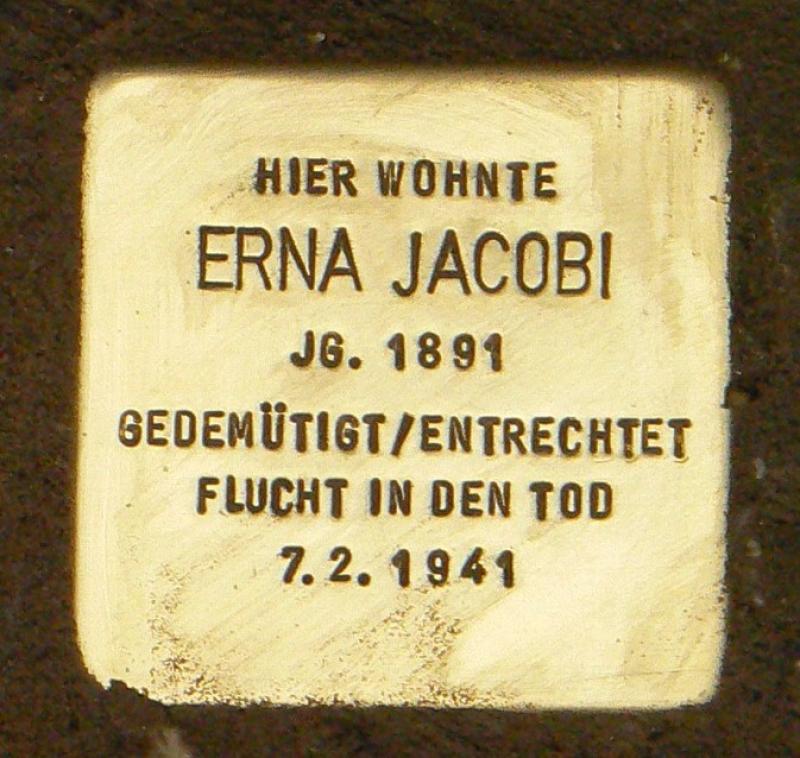 HIER WOHNTE
ERNA JACOBI
JG. 1891
GEDEMÜTIGT/ENTRECHTET
FLUCHT IN DEN TOD
7.2.1941